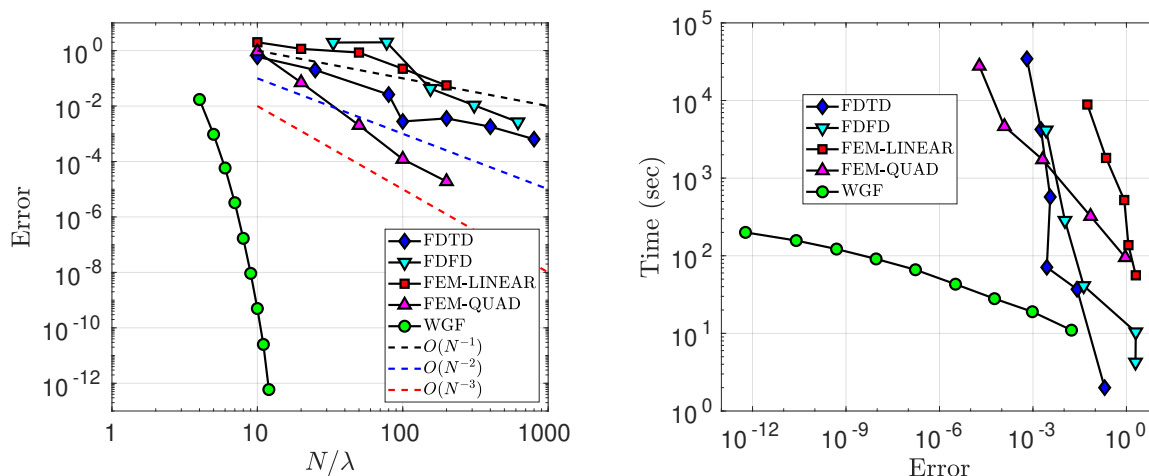 10^0
10^-2
10^-4
10^-6
10^-8
10^-10
10^-12
Error
1
10
100
1000
N/λ
FDTD
FDFD
FEM-LINEAR
FEM-QUAD
WGF
O(N^-1)
O(N^-2)
O(N^-3)
10^5
10^4
10^3
10^2
10^1
10^0
Time (sec)
FDTD
FDFD
FEM-LINEAR
FEM-QUAD
WGF
10^-12
10^-9
10^-6
10^-3
10^0
Error